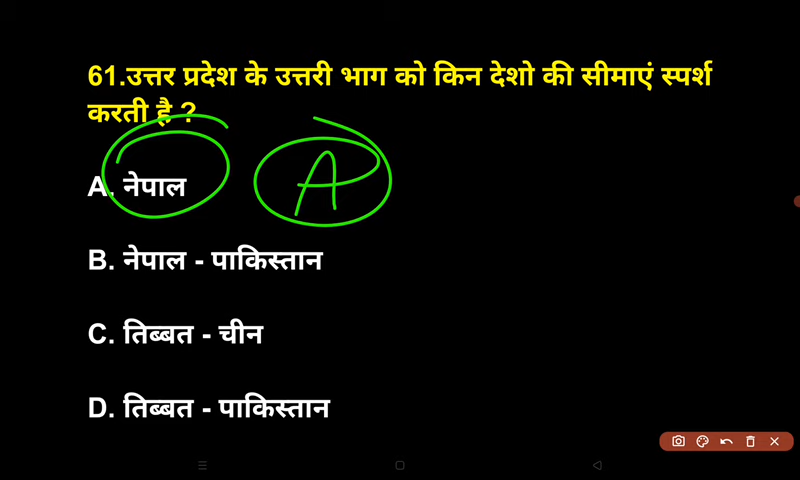 61.उत्तर प्रदेश के उत्तरी भाग को किन देशो की सीमाएं स्पर्श
करती है ?
A. नेपाल
A
B. नेपाल - पाकिस्तान
C. तिब्बत - चीन
D. तिब्बत - पाकिस्तान